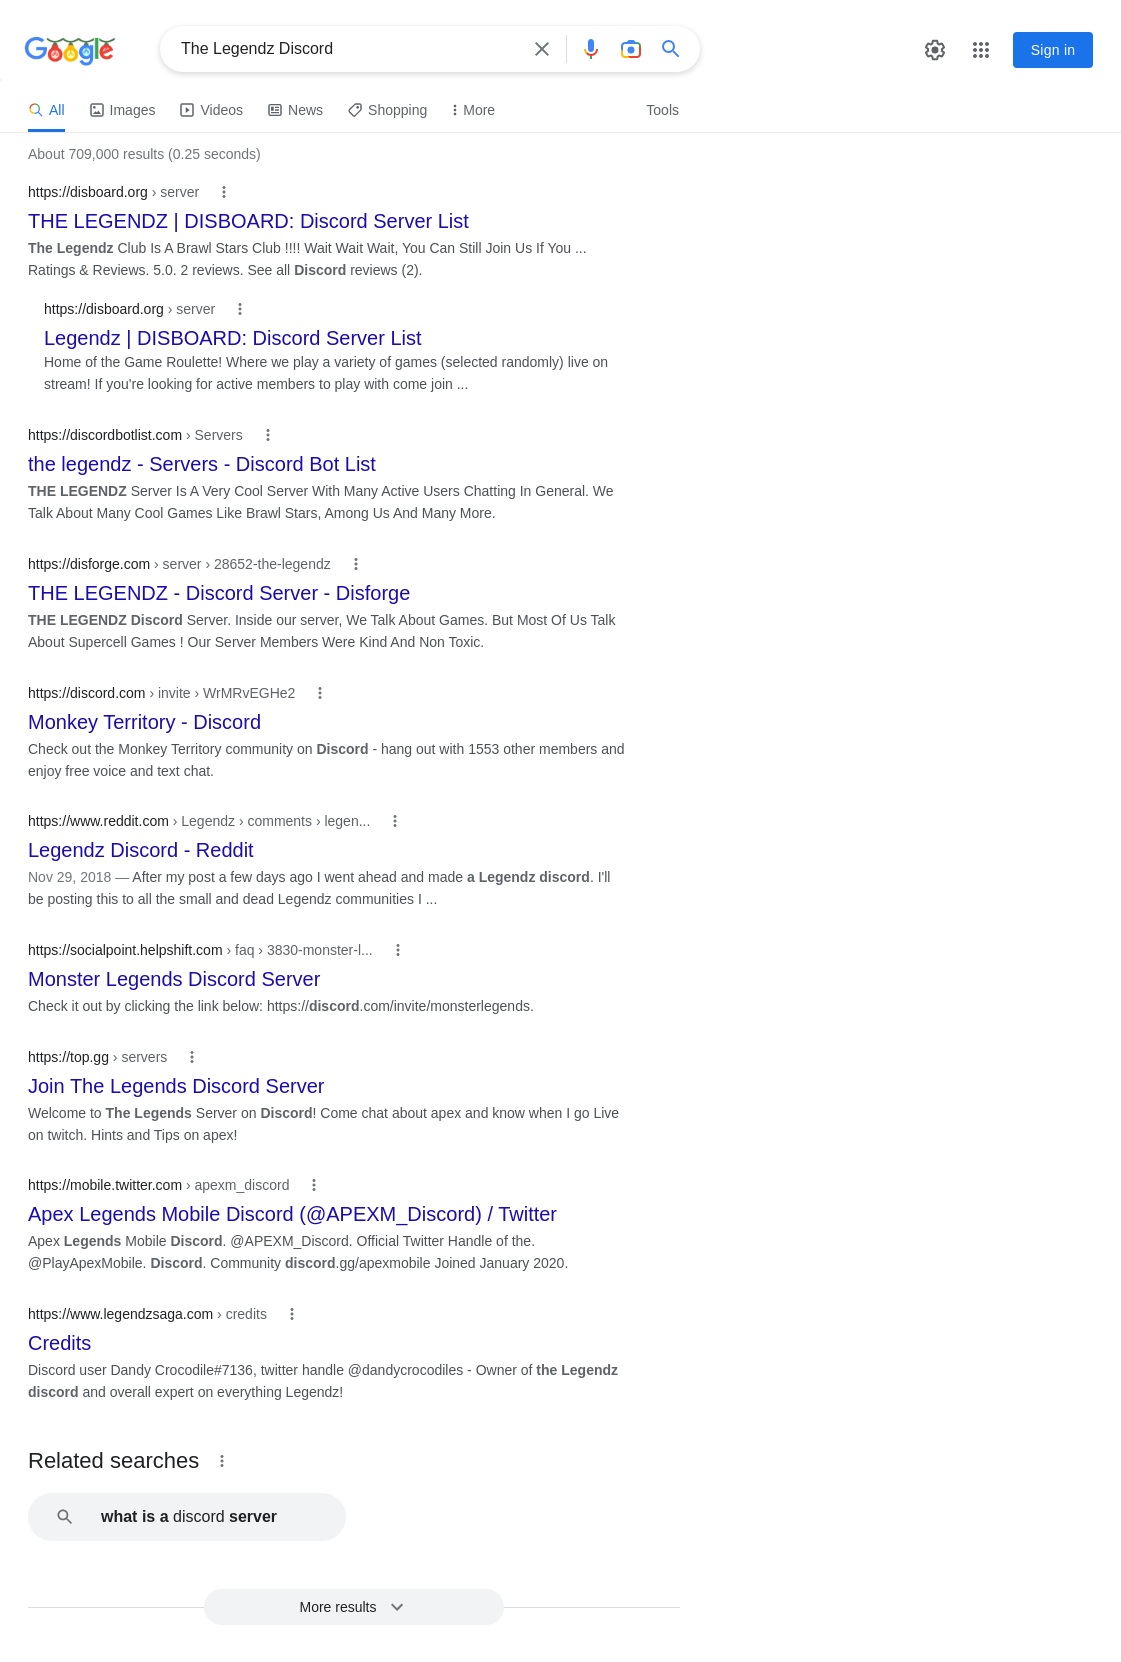 Google
The Legendz Discord
Sign in
All Images Videos News Shopping More Tools
About 709,000 results (0.25 seconds)
https://disboard.org › server
THE LEGENDZ | DISBOARD: Discord Server List
The Legendz Club Is A Brawl Stars Club !!!! Wait Wait Wait, You Can Still Join Us If You ...
Ratings & Reviews. 5.0. 2 reviews. See all Discord reviews (2).
https://disboard.org › server
Legendz | DISBOARD: Discord Server List
Home of the Game Roulette! Where we play a variety of games (selected randomly) live on
stream! If you're looking for active members to play with come join ...
https://discordbotlist.com › Servers
the legendz - Servers - Discord Bot List
THE LEGENDZ Server Is A Very Cool Server With Many Active Users Chatting In General. We
Talk About Many Cool Games Like Brawl Stars, Among Us And Many More.
https://disforge.com › server › 28652-the-legendz
THE LEGENDZ - Discord Server - Disforge
THE LEGENDZ Discord Server. Inside our server, We Talk About Games. But Most Of Us Talk
About Supercell Games ! Our Server Members Were Kind And Non Toxic.
https://discord.com › invite › WrMRvEGHe2
Monkey Territory - Discord
Check out the Monkey Territory community on Discord - hang out with 1553 other members and
enjoy free voice and text chat.
https://www.reddit.com › Legendz › comments › legen...
Legendz Discord - Reddit
Nov 29, 2018 — After my post a few days ago I went ahead and made a Legendz discord. I'll
be posting this to all the small and dead Legendz communities I ...
https://socialpoint.helpshift.com › faq › 3830-monster-l...
Monster Legends Discord Server
Check it out by clicking the link below: https://discord.com/invite/monsterlegends.
https://top.gg › servers
Join The Legends Discord Server
Welcome to The Legends Server on Discord! Come chat about apex and know when I go Live
on twitch. Hints and Tips on apex!
https://mobile.twitter.com › apexm_discord
Apex Legends Mobile Discord (@APEXM_Discord) / Twitter
Apex Legends Mobile Discord. @APEXM_Discord. Official Twitter Handle of the.
@PlayApexMobile. Discord. Community discord.gg/apexmobile Joined January 2020.
https://www.legendzsaga.com › credits
Credits
Discord user Dandy Crocodile#7136, twitter handle @dandycrocodiles - Owner of the Legendz
discord and overall expert on everything Legendz!
Related searches
what is a discord server
More results